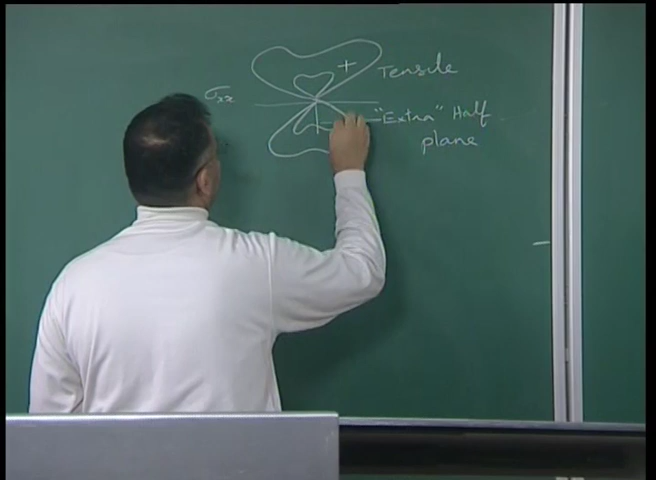 + Tensile
σxx
"Extra" Half
plane